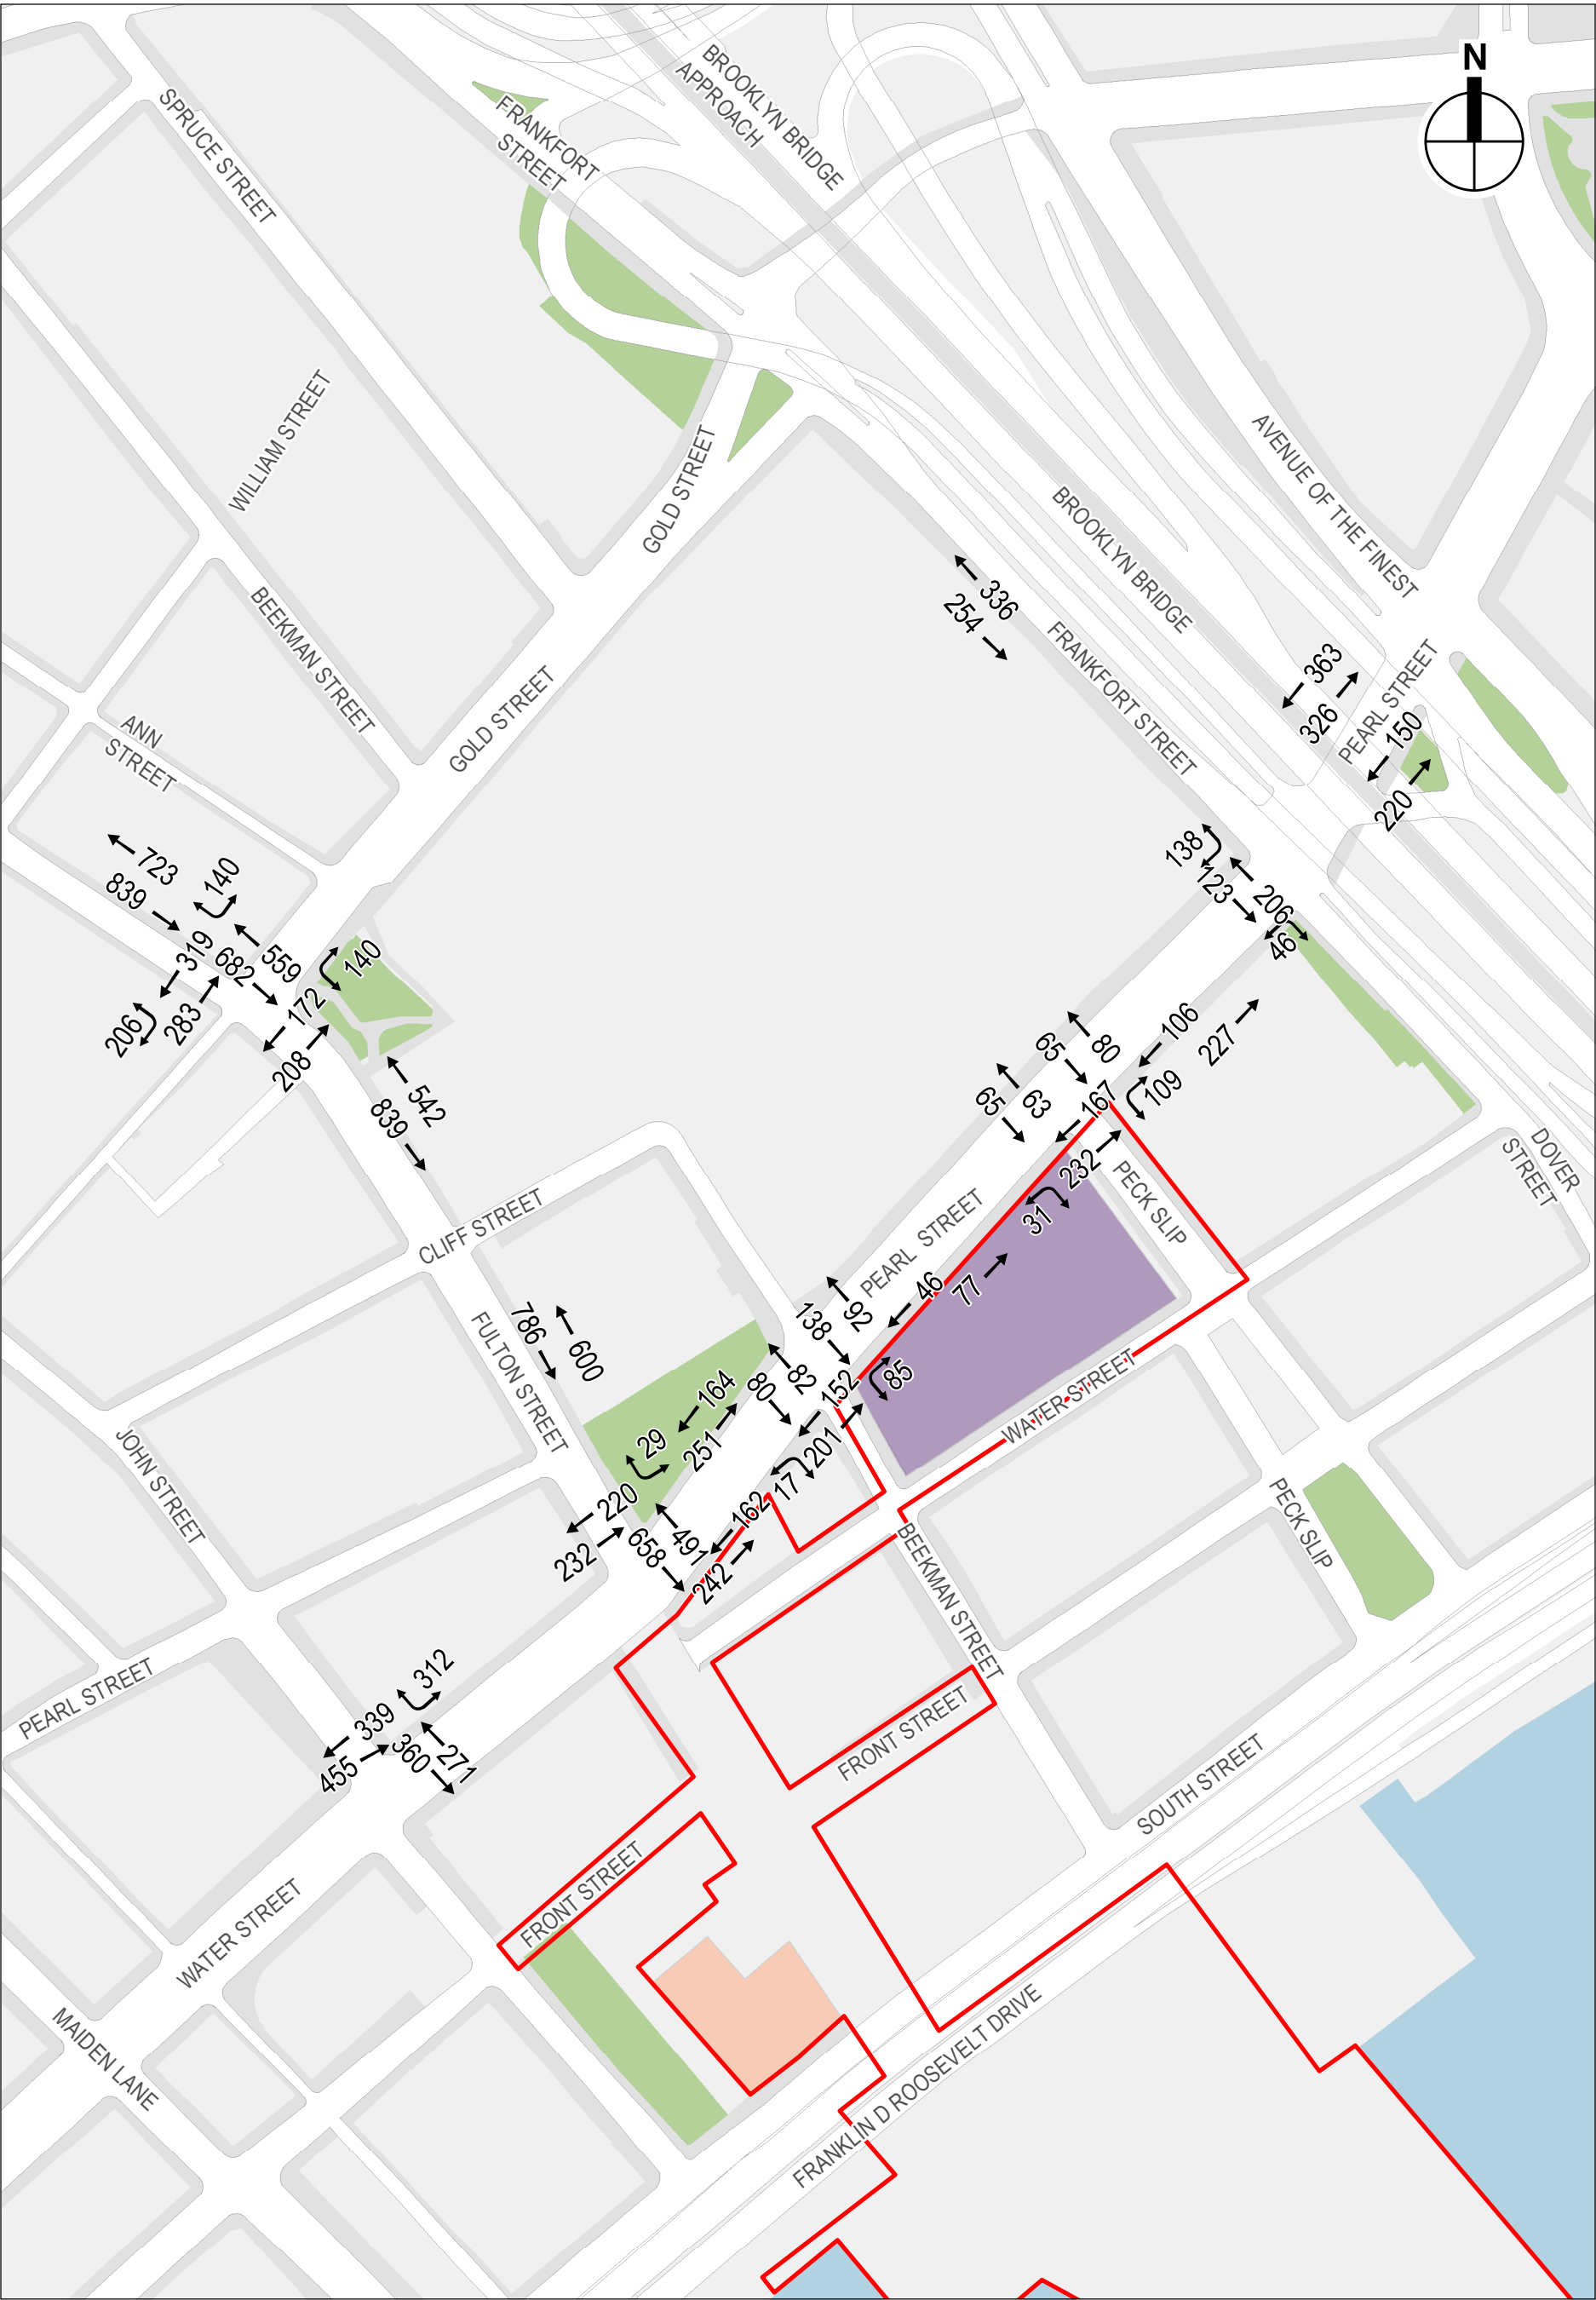 N
BROOKLYN BRIDGE
APPROACH
FRANKFORT
STREET
SPRUCE STREET
WILLIAM STREET
GOLD STREET
AVENUE OF THE FINEST
BROOKLYN BRIDGE
336
254
BEEKMAN STREET
FRANKFORT STREET
363
326
PEARL STREET
150
220
GOLD STREET
ANN
STREET
723
839
140
138
123
206
46
319
682
559
140
206
283
172
208
542
839
106
227
65
80
109
65
63
167
232
31
DOVER
STREET
PECK SLIP
CLIFF STREET
PEARL STREET
46
77
92
138
786
600
FULTON STREET
82
80
152
85
164
251
29
201
17
WATER STREET
JOHN STREET
220
232
162
491
658
242
PECK SLIP
BEEKMAN STREET
PEARL STREET
312
339
455
360
271
FRONT STREET
SOUTH STREET
FRONT STREET
WATER STREET
MAIDEN LANE
FRANKLIN D ROOSEVELT DRIVE